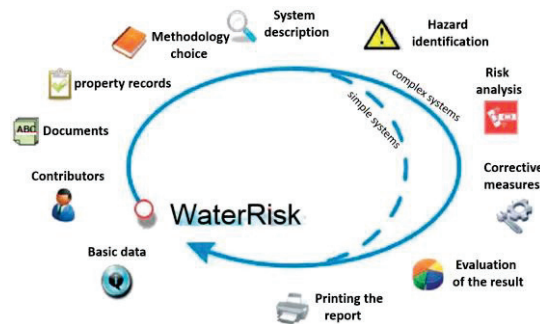 System
description
Methodology
choice
Hazard
identification
property records
complex systems
Risk
analysis
simple systems
ABC
Documents
Contributors
Corrective
measures
WaterRisk
Basic data
Evaluation
of the result
Printing the
report